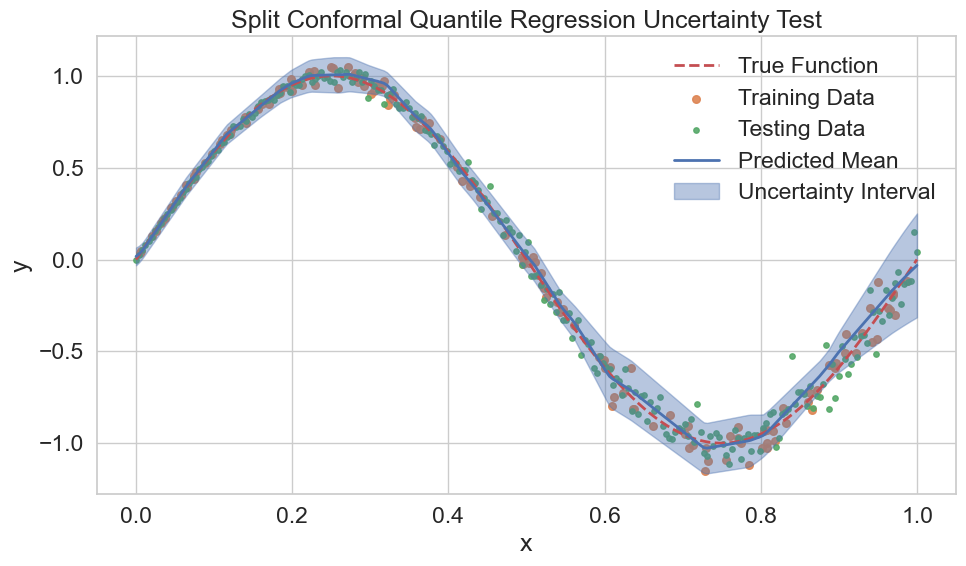 Split Conformal Quantile Regression Uncertainty Test
True Function
Training Data
Testing Data
Predicted Mean
Uncertainty Interval
y
1.0
0.5
0.0
−0.5
−1.0
0.0 0.2 0.4 0.6 0.8 1.0
x